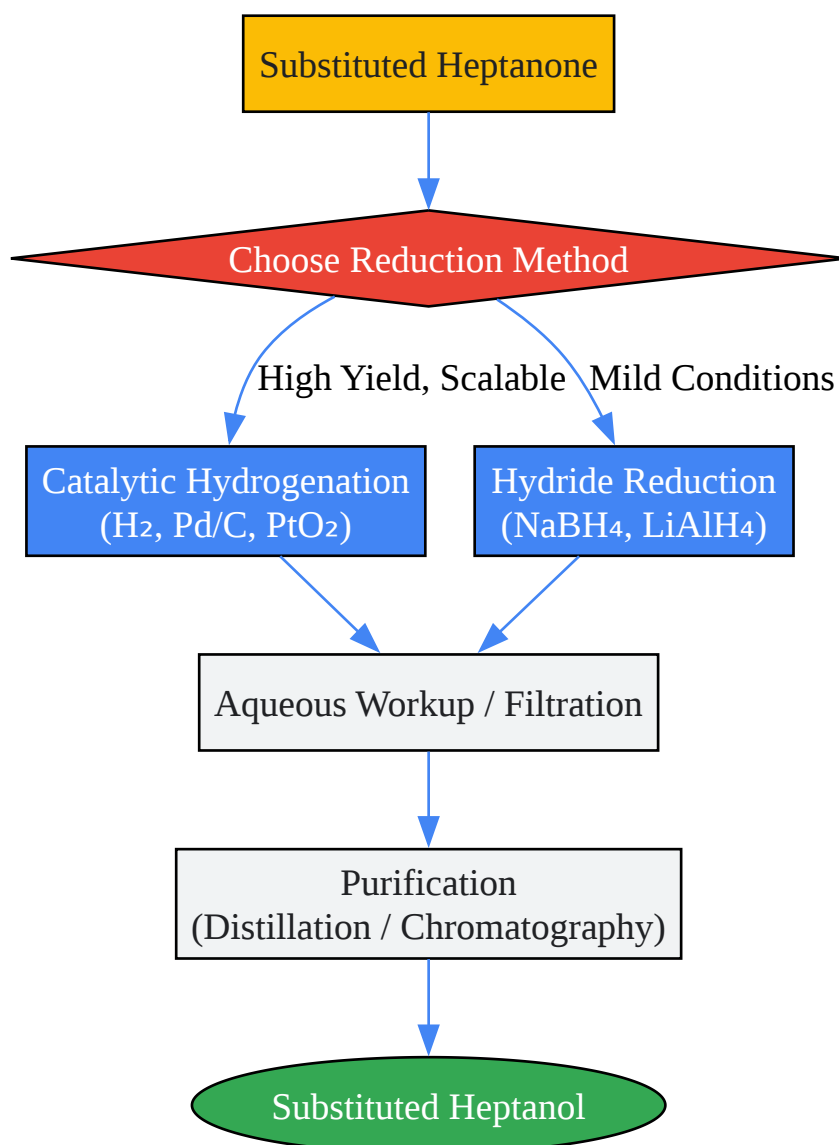 Substituted Heptanone
Choose Reduction Method
High Yield, Scalable
Mild Conditions
Catalytic Hydrogenation
(H₂, Pd/C, PtO₂)
Hydride Reduction
(NaBH₄, LiAlH₄)
Aqueous Workup / Filtration
Purification
(Distillation / Chromatography)
Substituted Heptanol